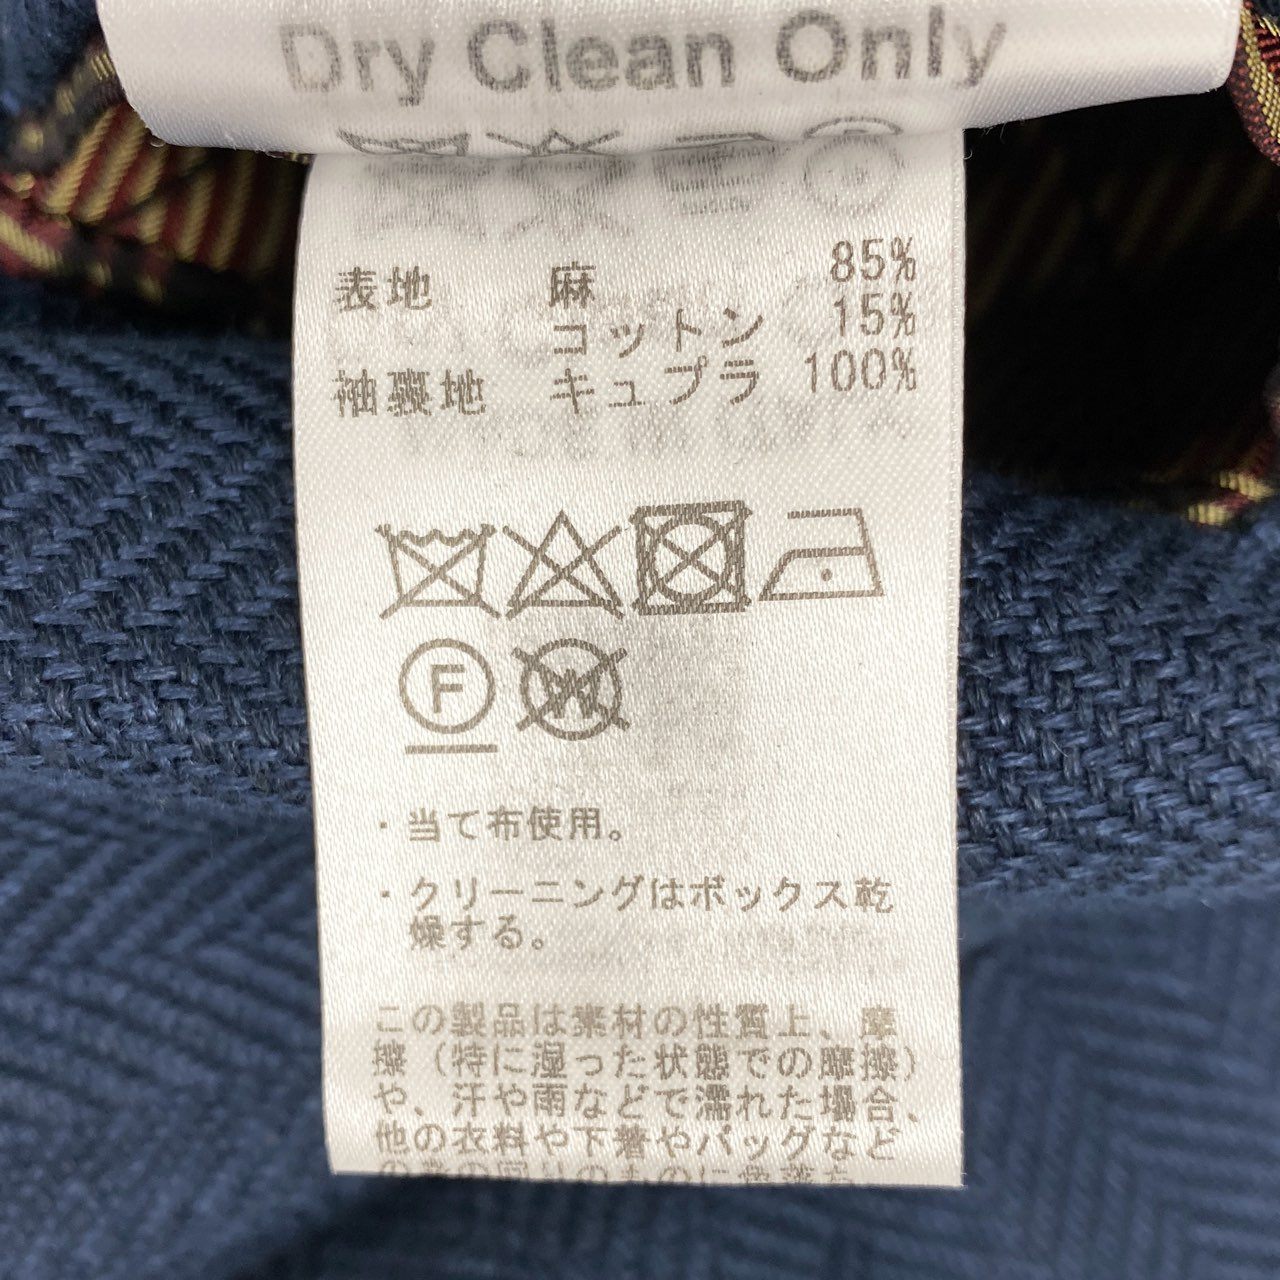 Dry Clean Only
表地 麻 85%
コットン 15%
袖裏地 キュプラ 100%
F
W
・当て布使用。
・クリーニングはボックス乾
燥する。
この製品は素材の性質上、摩
擦（特に湿った状態での摩擦）
や、汗や雨などで濡れた場合、
他の衣料や下着やバッグなど